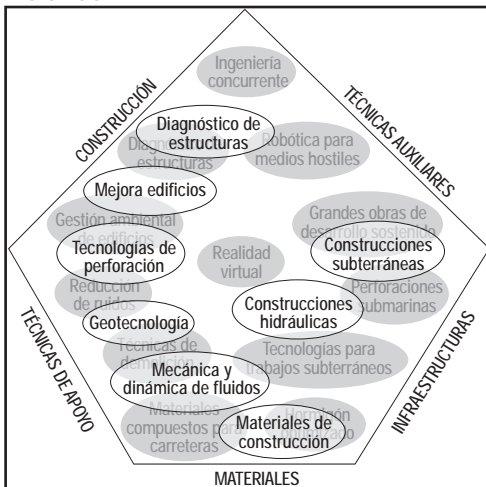 Ingeniería
concurrente
CONSTRUCCIÓN
TÉCNICAS AUXILIARES
Diagnóstico de
estructuras
Diagnóstico
estructuras
Robótica para
medios hostiles
Mejora edificios
Gestión ambiental
de edificios
Grandes obras de
desarrollo sostenido
Tecnologías de
perforación
Realidad
virtual
Construcciones
subterráneas
Reducción
de ruidos
Perforaciones
submarinas
Geotecnología
Construcciones
hidráulicas
TÉCNICAS DE APOYO
INFRAESTRUCTURAS
Técnicas de
demolición
Tecnologías para
trabajos subterráneos
Mecánica y
dinámica de fluidos
Materiales
compuestos para
carreteras
Hormigón
Materiales de
construcción
MATERIALES